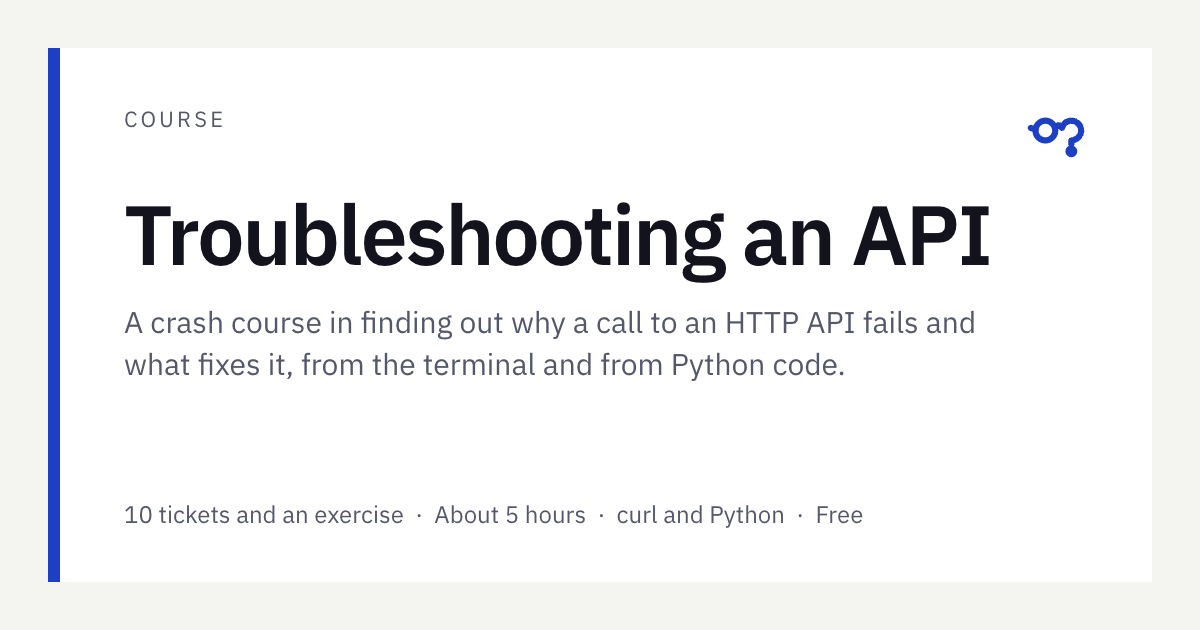 COURSE
Troubleshooting an API
A crash course in finding out why a call to an HTTP API fails and
what fixes it, from the terminal and from Python code.
10 tickets and an exercise · About 5 hours · curl and Python · Free